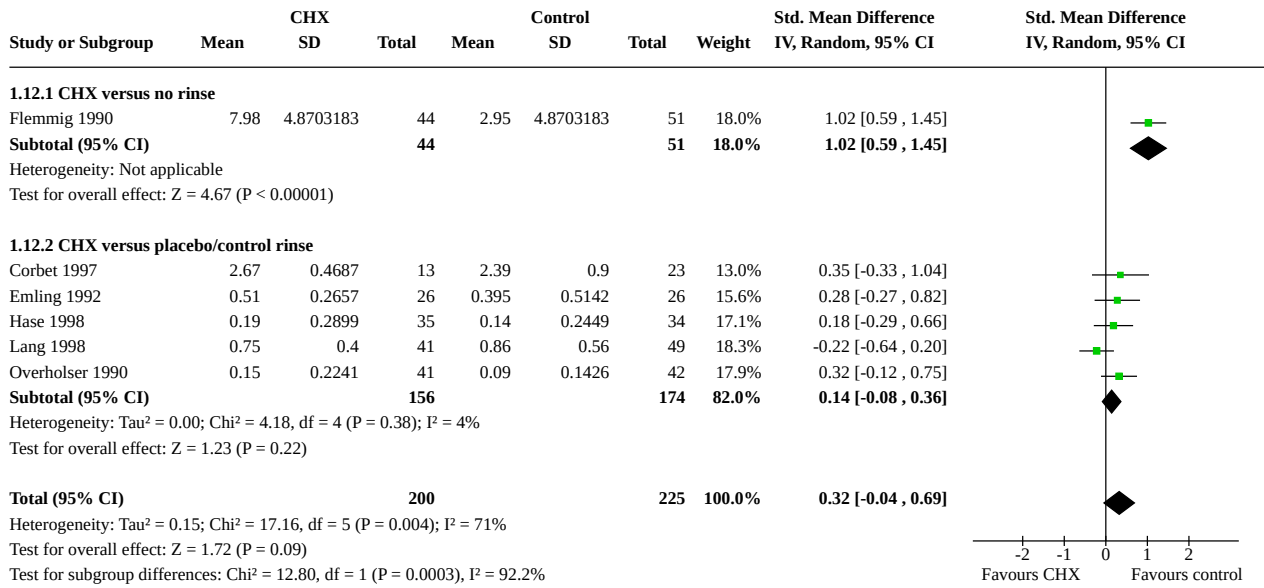 CHX Control Std. Mean Difference Std. Mean Difference
Study or Subgroup Mean SD Total Mean SD Total Weight IV, Random, 95% CI IV, Random, 95% CI
1.12.1 CHX versus no rinse
Flemmig 1990 7.98 4.8703183 44 2.95 4.8703183 51 18.0% 1.02 [0.59 , 1.45]
Subtotal (95% CI) 44 51 18.0% 1.02 [0.59 , 1.45]
Heterogeneity: Not applicable
Test for overall effect: Z = 4.67 (P < 0.00001)
1.12.2 CHX versus placebo/control rinse
Corbet 1997 2.67 0.4687 13 2.39 0.9 23 13.0% 0.35 [-0.33 , 1.04]
Emling 1992 0.51 0.2657 26 0.395 0.5142 26 15.6% 0.28 [-0.27 , 0.82]
Hase 1998 0.19 0.2899 35 0.14 0.2449 34 17.1% 0.18 [-0.29 , 0.66]
Lang 1998 0.75 0.4 41 0.86 0.56 49 18.3% -0.22 [-0.64 , 0.20]
Overholser 1990 0.15 0.2241 41 0.09 0.1426 42 17.9% 0.32 [-0.12 , 0.75]
Subtotal (95% CI) 156 174 82.0% 0.14 [-0.08 , 0.36]
Heterogeneity: Tau² = 0.00; Chi² = 4.18, df = 4 (P = 0.38); I² = 4%
Test for overall effect: Z = 1.23 (P = 0.22)
Total (95% CI) 200 225 100.0% 0.32 [-0.04 , 0.69]
Heterogeneity: Tau² = 0.15; Chi² = 17.16, df = 5 (P = 0.004); I² = 71%
Test for overall effect: Z = 1.72 (P = 0.09)
-2 -1 0 1 2
Test for subgroup differences: Chi² = 12.80, df = 1 (P = 0.0003), I² = 92.2%
Favours CHX Favours control